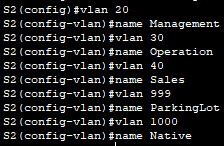 S2(config)#vlan 20
S2(config-vlan)#name Management
S2(config-vlan)#vlan 30
S2(config-vlan)#name Operation
S2(config-vlan)#vlan 40
S2(config-vlan)#name Sales
S2(config-vlan)#vlan 999
S2(config-vlan)#name ParkingLot
S2(config-vlan)#vlan 1000
S2(config-vlan)#name Native